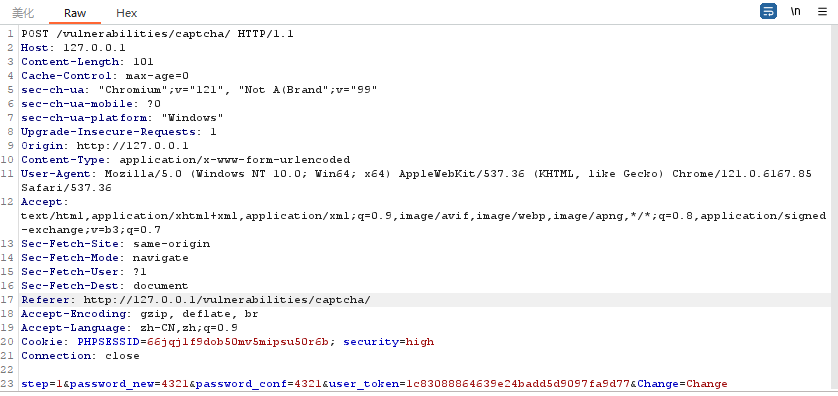 美化 Raw Hex \n
1 POST /vulnerabilities/captcha/ HTTP/1.1
2 Host: 127.0.0.1
3 Content-Length: 101
4 Cache-Control: max-age=0
5 sec-ch-ua: "Chromium";v="121", "Not A(Brand";v="99"
6 sec-ch-ua-mobile: ?0
7 sec-ch-ua-platform: "Windows"
8 Upgrade-Insecure-Requests: 1
9 Origin: http://127.0.0.1
10 Content-Type: application/x-www-form-urlencoded
11 User-Agent: Mozilla/5.0 (Windows NT 10.0; Win64; x64) AppleWebKit/537.36 (KHTML, like Gecko) Chrome/121.0.6167.85
Safari/537.36
12 Accept:
text/html,application/xhtml+xml,application/xml;q=0.9,image/avif,image/webp,image/apng,*/*;q=0.8,application/signed
-exchange;v=b3;q=0.7
13 Sec-Fetch-Site: same-origin
14 Sec-Fetch-Mode: navigate
15 Sec-Fetch-User: ?1
16 Sec-Fetch-Dest: document
17 Referer: http://127.0.0.1/vulnerabilities/captcha/
18 Accept-Encoding: gzip, deflate, br
19 Accept-Language: zh-CN,zh;q=0.9
20 Cookie: PHPSESSID=66jqjlf9dob50mv5mipsu50r6b; security=high
21 Connection: close
22
23 step=1&password_new=4321&password_conf=4321&user_token=1c83088864639e24badd5d9097fa9d77&Change=Change